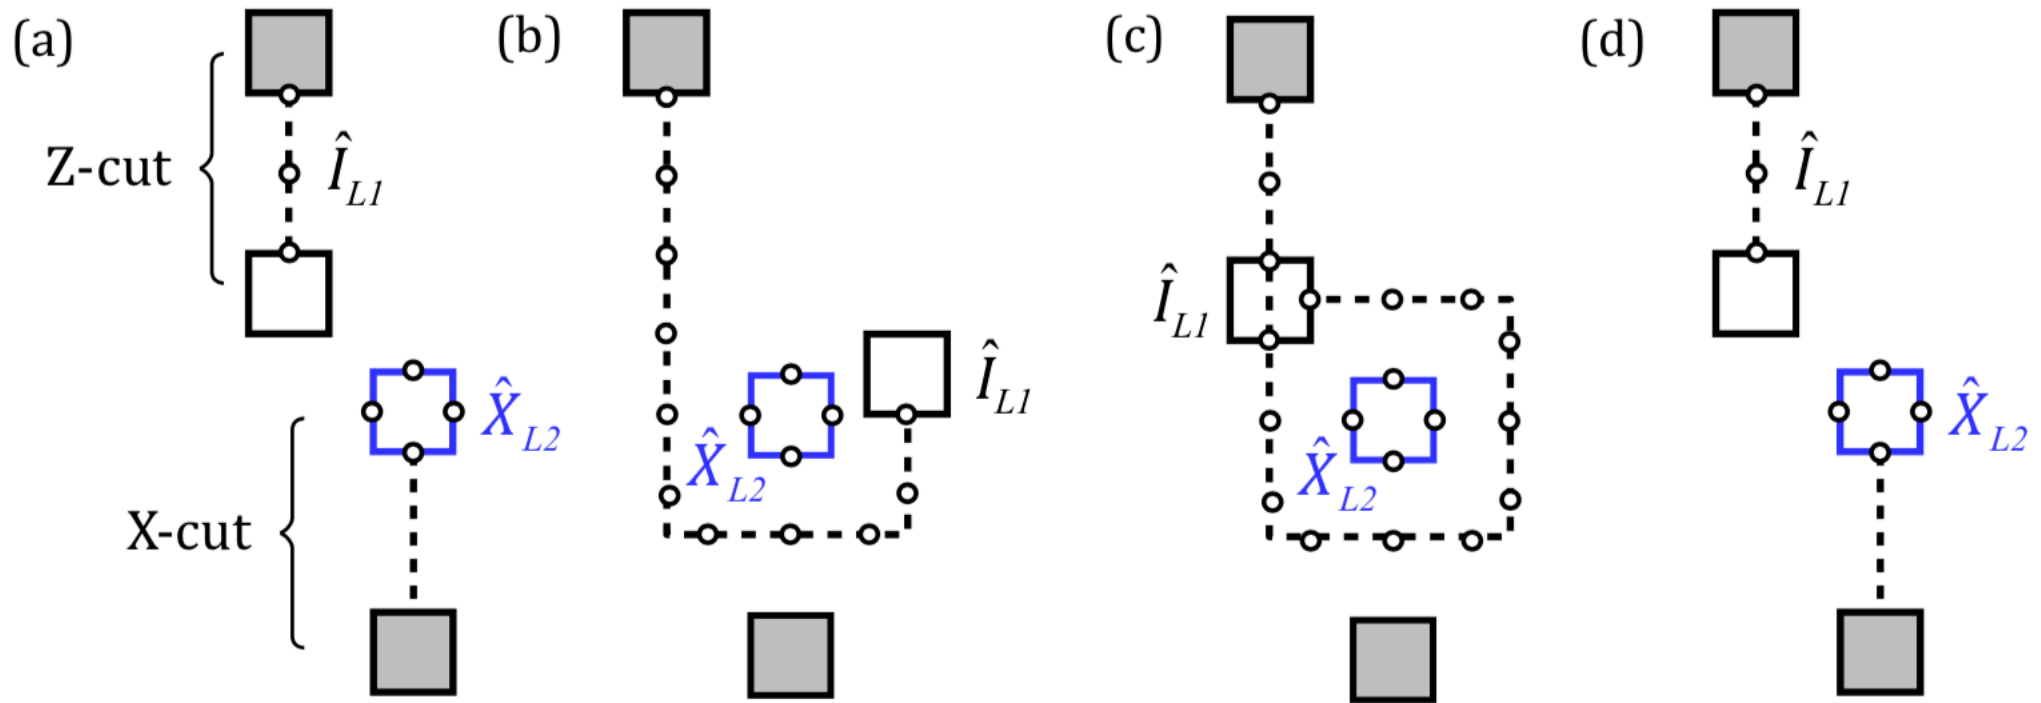 (a)
Z-cut
Î_L1
X̂_L2
X-cut
(b)
Î_L1
X̂_L2
(c)
Î_L1
X̂_L2
(d)
Î_L1
X̂_L2